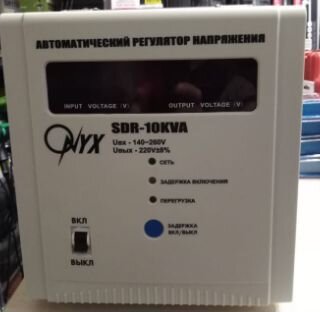 АВТОМАТИЧЕСКИЙ РЕГУЛЯТОР НАПРЯЖЕНИЯ
INPUT VOLTAGE (V) OUTPUT VOLTAGE (V)
ONYX
SDR-10KVA
Uвх - 140~260V
Uвых - 220V±8%
СЕТЬ
ЗАДЕРЖКА ВКЛЮЧЕНИЯ
ПЕРЕГРУЗКА
ВКЛ
ВЫКЛ
ЗАДЕРЖКА
ВКЛ/ВЫКЛ